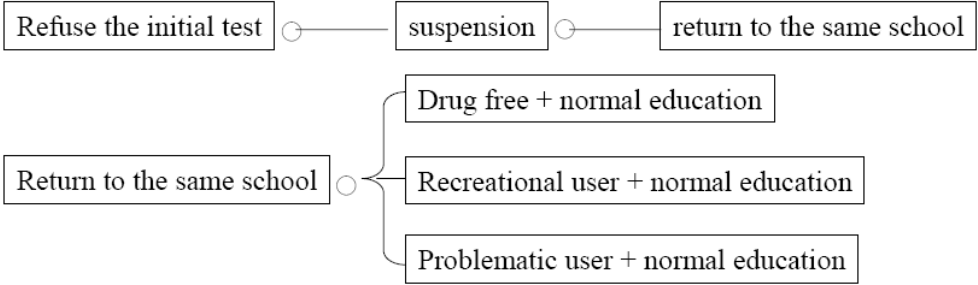 Refuse the initial test
suspension
return to the same school
Drug free + normal education
Return to the same school
Recreational user + normal education
Problematic user + normal education